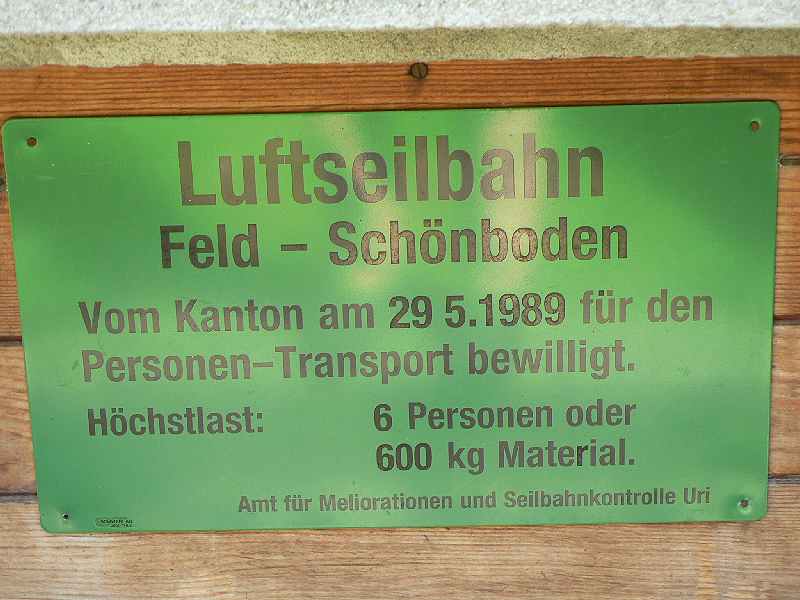 Luftseilbahn
Feld – Schönboden
Vom Kanton am 29 5.1989 für den
Personen–Transport bewilligt.
Höchstlast: 6 Personen oder
600 kg Material.
Amt für Meliorationen und Seilbahnkontrolle Uri